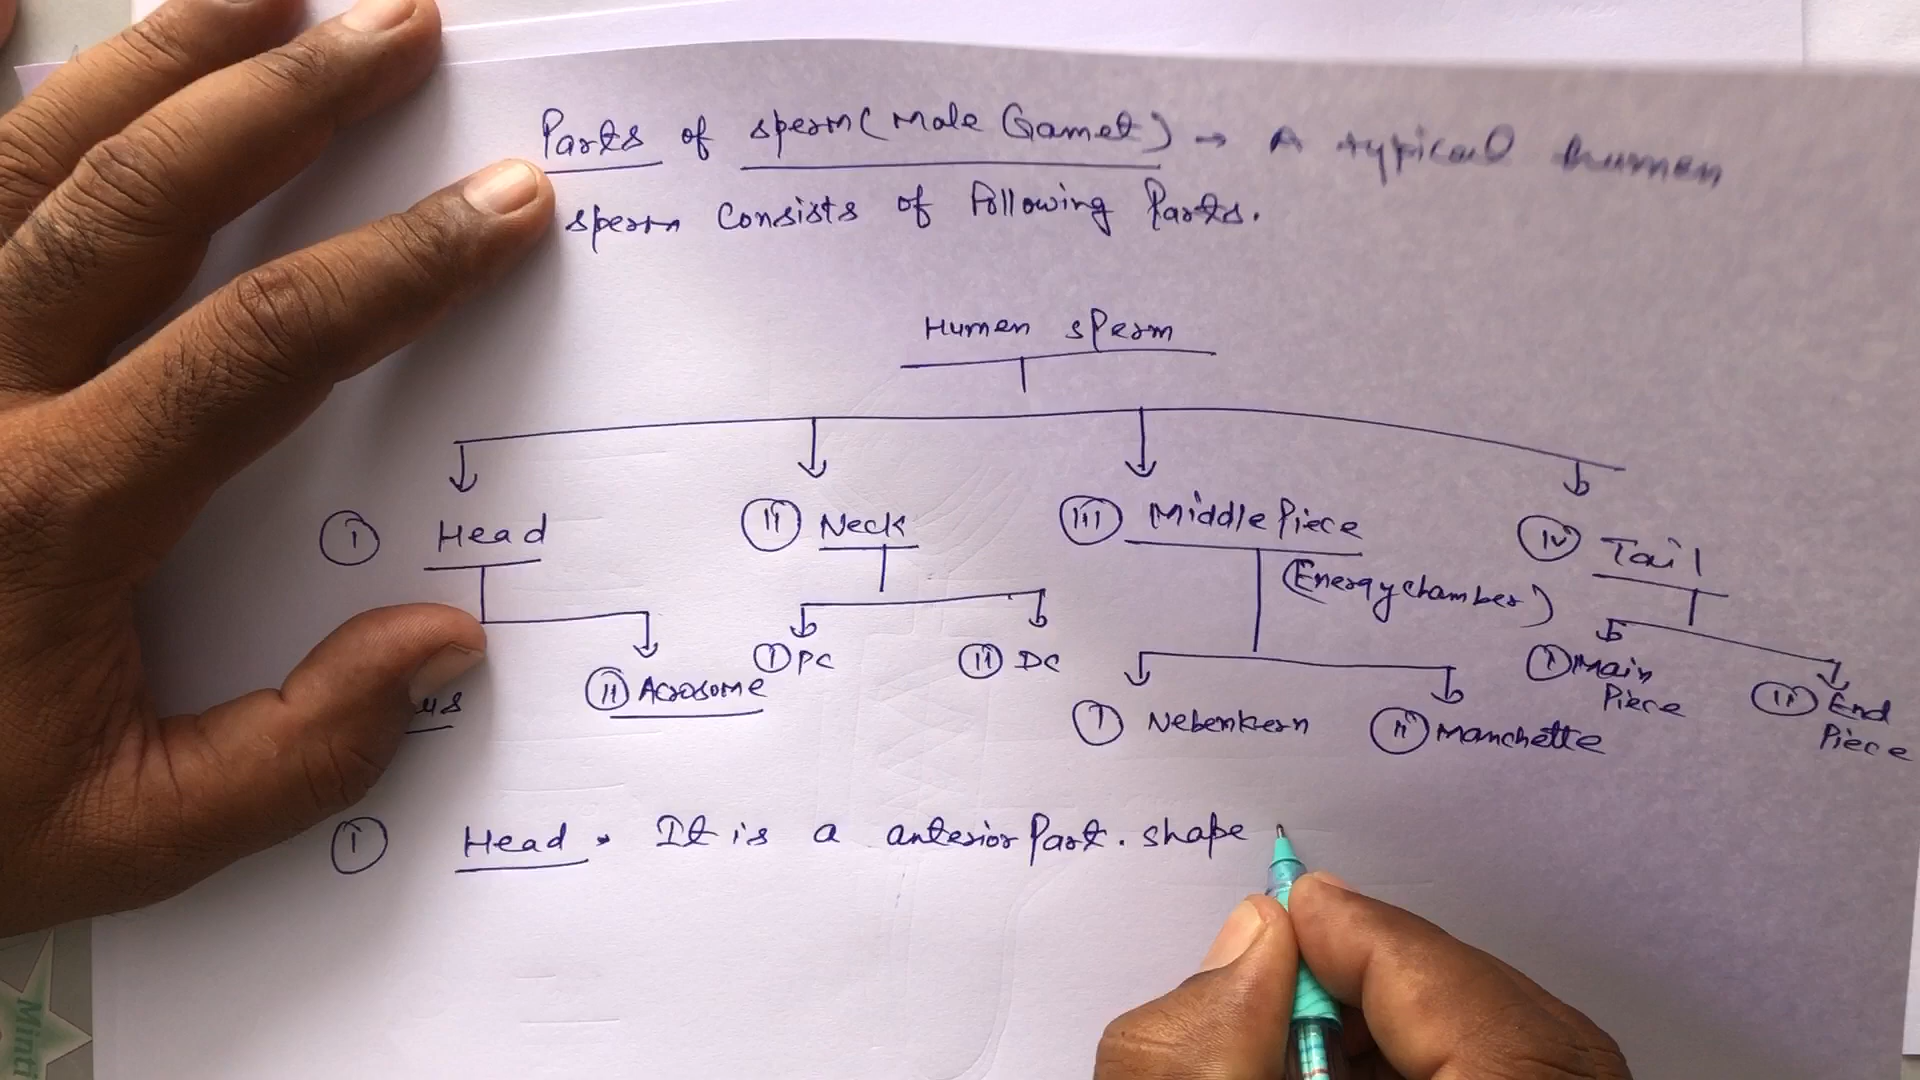 Parts of sperm (Male Gamet) → A typical human
sperm consists of following Parts.
Humen sperm
I Head
II Neck
III Middle Piece
(Energy chamber)
IV Tail
II Acrosome
I PC
II DC
I Nebenkern
II Manchette
I Main
Piece
II End
Piece
I Head • It is a anterior Part. shape
Minti